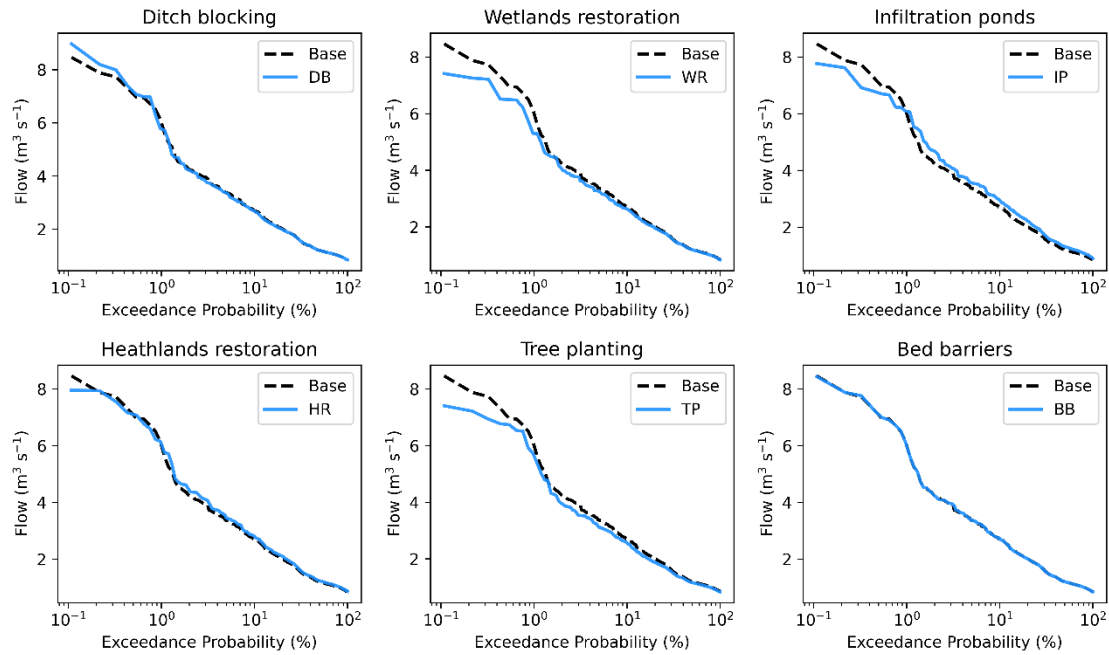 Ditch blocking
Base
DB
8
6
4
2
Flow (m³ s⁻¹)
10⁻¹ 10⁰ 10¹ 10²
Exceedance Probability (%)
Wetlands restoration
Base
WR
8
6
4
2
Flow (m³ s⁻¹)
10⁻¹ 10⁰ 10¹ 10²
Exceedance Probability (%)
Infiltration ponds
Base
IP
8
6
4
2
Flow (m³ s⁻¹)
10⁻¹ 10⁰ 10¹ 10²
Exceedance Probability (%)
Heathlands restoration
Base
HR
8
6
4
2
Flow (m³ s⁻¹)
10⁻¹ 10⁰ 10¹ 10²
Exceedance Probability (%)
Tree planting
Base
TP
8
6
4
2
Flow (m³ s⁻¹)
10⁻¹ 10⁰ 10¹ 10²
Exceedance Probability (%)
Bed barriers
Base
BB
8
6
4
2
Flow (m³ s⁻¹)
10⁻¹ 10⁰ 10¹ 10²
Exceedance Probability (%)